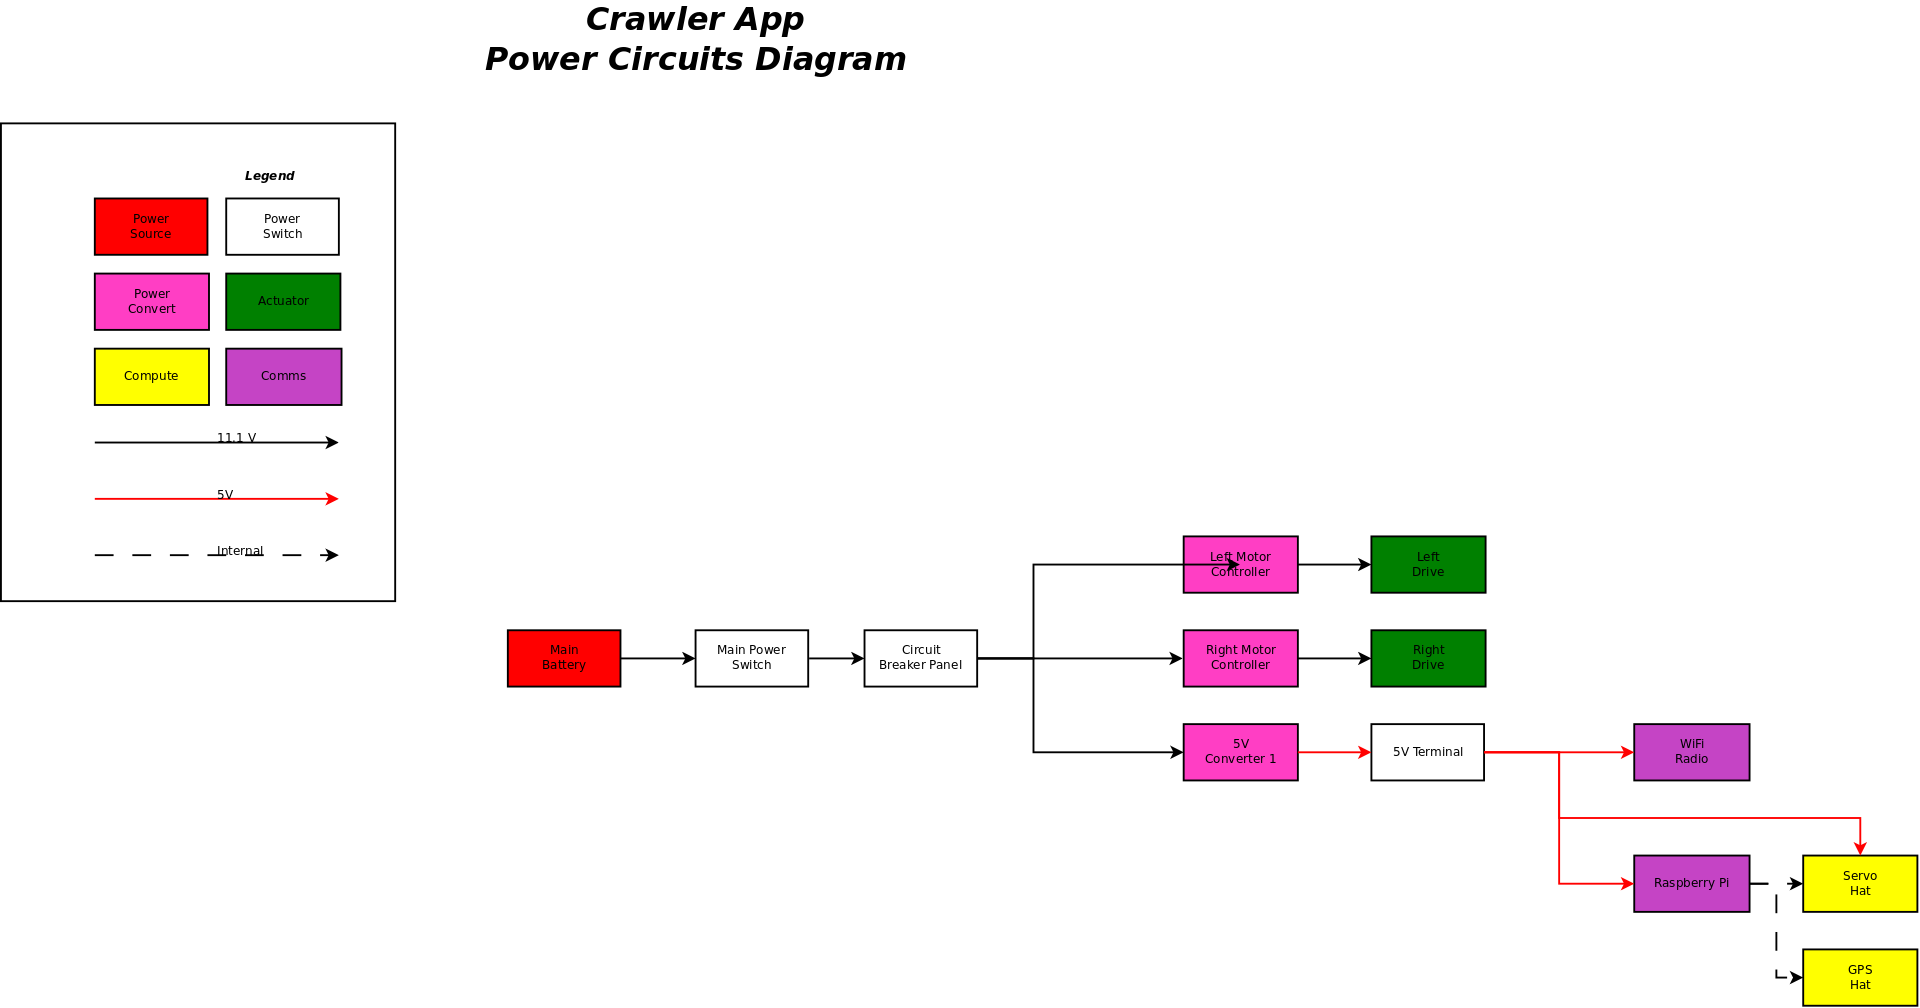 Crawler App
Power Circuits Diagram
Legend
Power
Source
Power
Switch
Power
Convert
Actuator
Compute
Comms
11.1 V
5V
Internal
Left Motor
Controller
Left
Drive
Main
Battery
Main Power
Switch
Circuit
Breaker Panel
Right Motor
Controller
Right
Drive
5V
Converter 1
5V Terminal
WiFi
Radio
Raspberry Pi
Servo
Hat
GPS
Hat